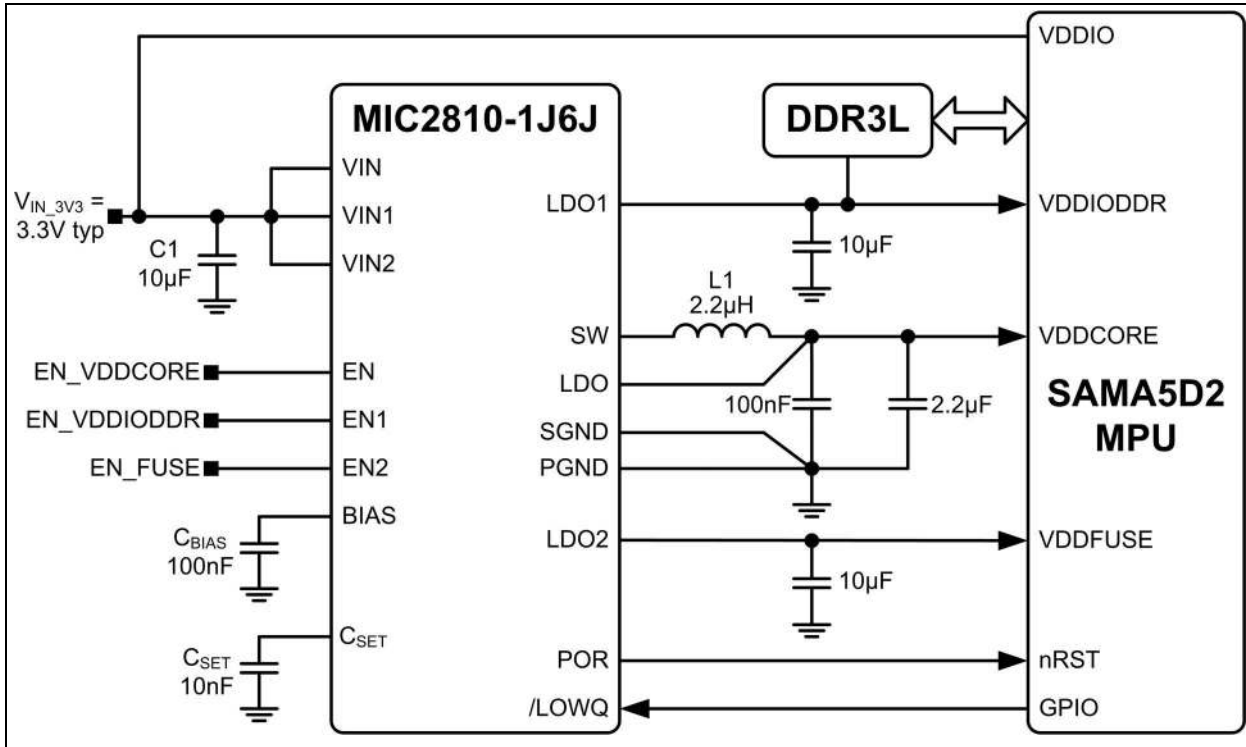 VDDIO
MIC2810-1J6J
DDR3L
VIN
V_IN_3V3 =
3.3V typ
VIN1
LDO1
VDDIODDR
C1
10µF
VIN2
10µF
L1
2.2µH
SW
VDDCORE
EN_VDDCORE
EN
LDO
100nF
2.2µF
SAMA5D2
MPU
EN_VDDIODDR
EN1
SGND
EN_FUSE
EN2
PGND
BIAS
C_BIAS
100nF
LDO2
VDDFUSE
10µF
C_SET
C_SET
10nF
POR
nRST
/LOWQ
GPIO